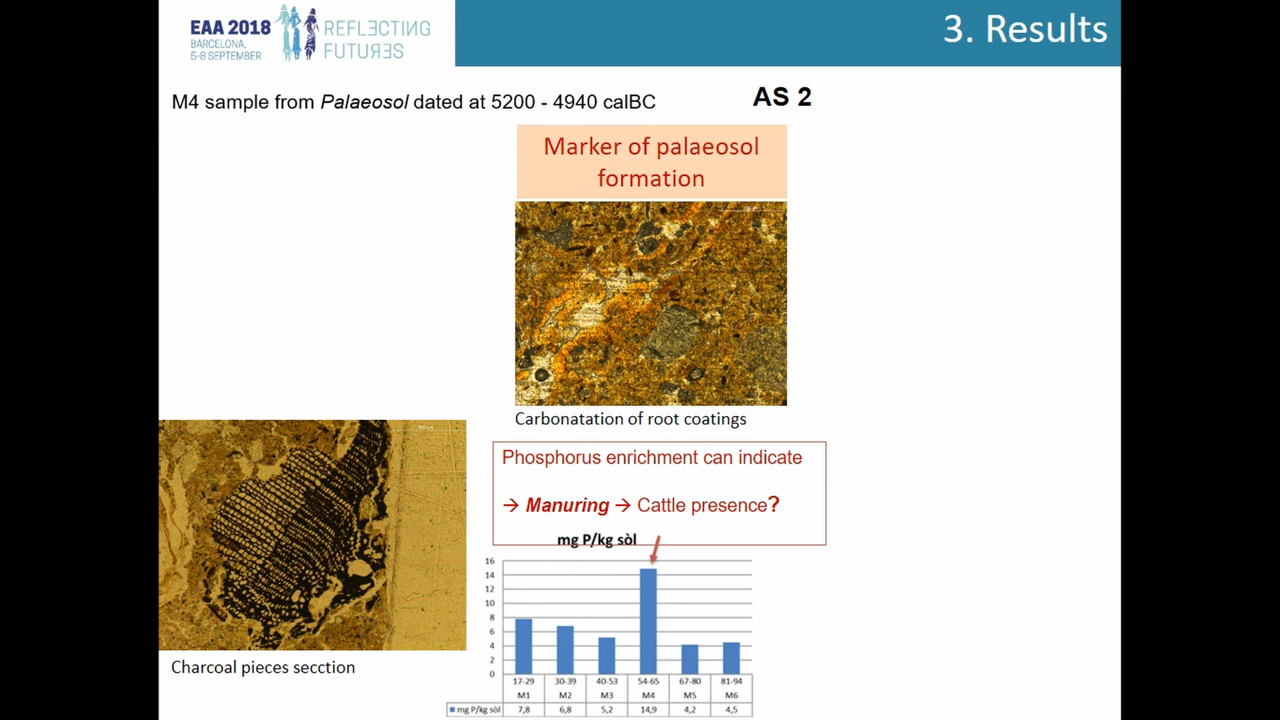 EAA 2018
BARCELONA,
5-8 SEPTEMBER
REFLECTING
FUTURES
3. Results
M4 sample from Palaeosol dated at 5200 - 4940 calBC
AS 2
Marker of palaeosol
formation
Carbonatation of root coatings
Phosphorus enrichment can indicate
→ Manuring → Cattle presence?
Charcoal pieces secction
mg P/kg sòl
16
14
12
10
8
6
4
2
0
17-29 30-39 40-53 54-65 67-80 81-94
M1 M2 M3 M4 M5 M6
mg P/kg sòl 7,8 6,8 5,2 14,9 4,2 4,5